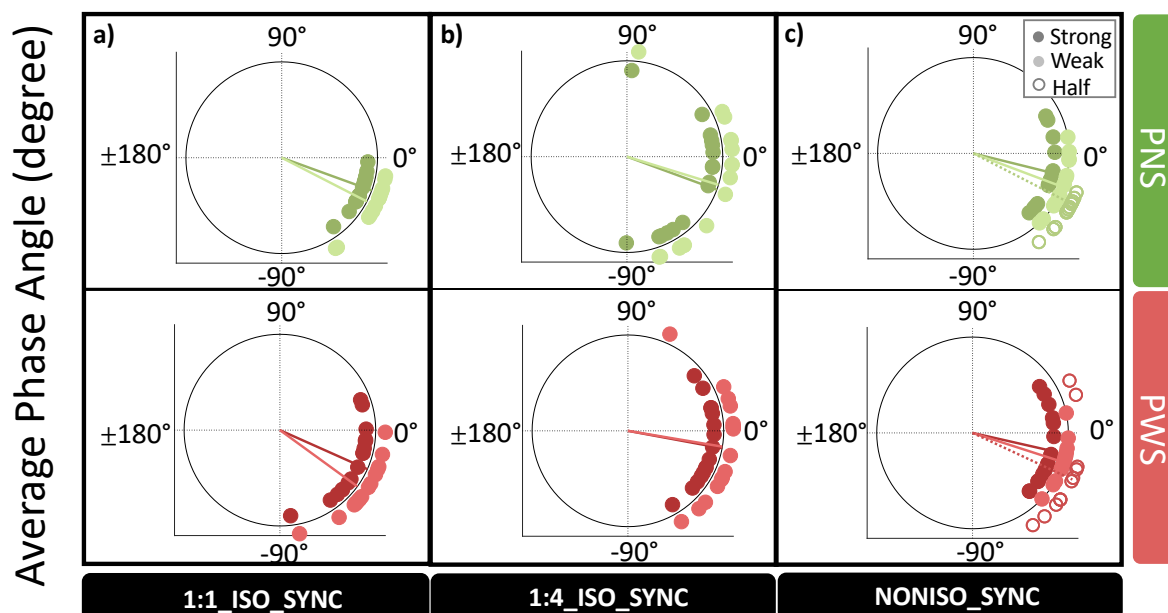 Average Phase Angle (degree)
a)
90°
±180°
0°
-90°
b)
90°
±180°
0°
-90°
c)
90°
±180°
0°
-90°
Strong
Weak
Half
PNS
90°
±180°
0°
-90°
90°
±180°
0°
-90°
90°
±180°
0°
-90°
PWS
1:1_ISO_SYNC
1:4_ISO_SYNC
NONISO_SYNC